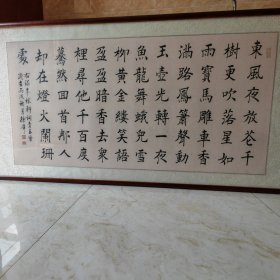 東風夜放花千
樹更吹落星如
雨寶馬雕車香
滿路鳳簫聲動
玉壺光轉一夜
魚龍舞蛾兒雪
柳黃金縷笑語
盈盈暗香去衆
裡尋他千百度
驀然回首那人
却在燈火闌珊
處